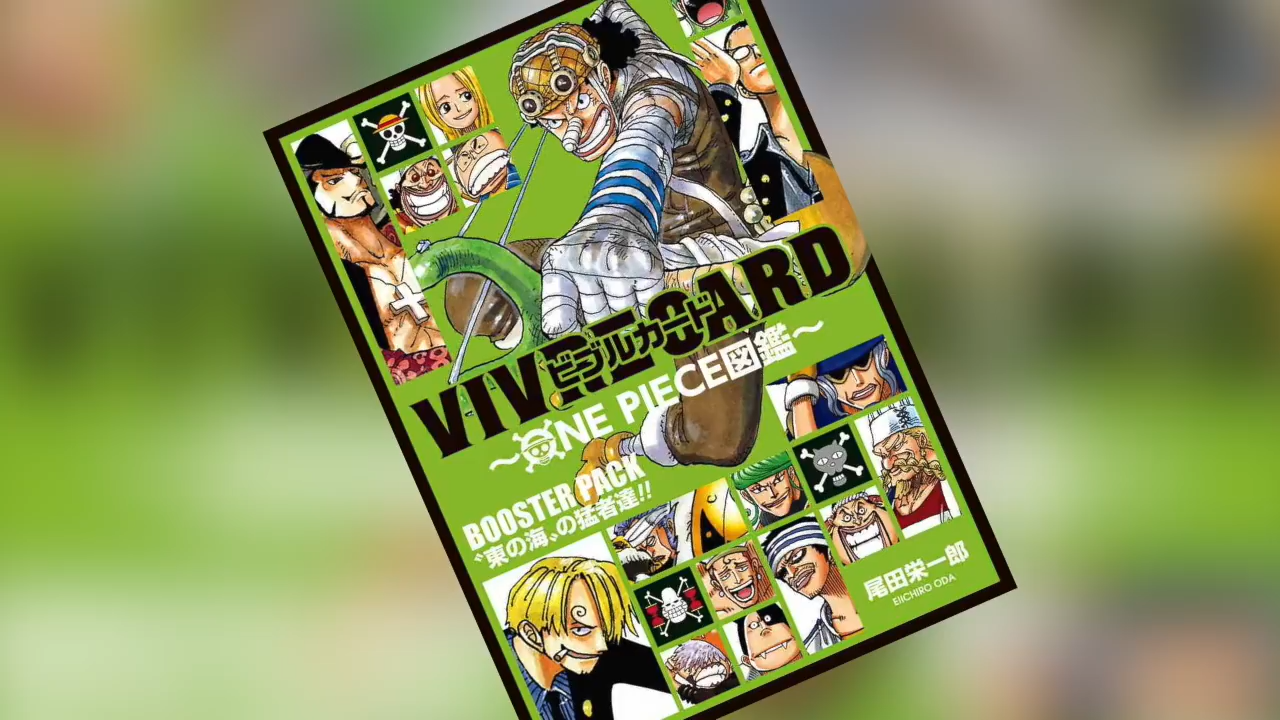 VIVRE CARD
ビブルカード
〜ONE PIECE図鑑〜
BOOSTER PACK
〝東の海〟の猛者達!!
尾田栄一郎
EIICHIRO ODA